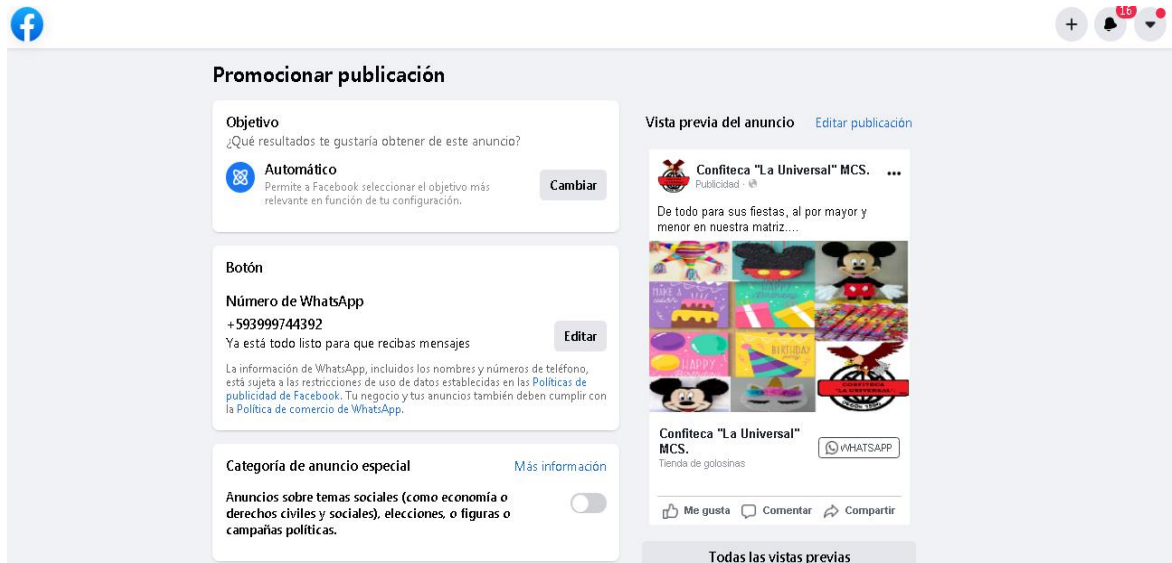 16
Promocionar publicación
Objetivo
¿Qué resultados te gustaría obtener de este anuncio?
Automático
Permite a Facebook seleccionar el objetivo más
relevante en función de tu configuración.
Cambiar
Botón
Número de WhatsApp
+593999744392
Ya está todo listo para que recibas mensajes
Editar
La información de WhatsApp, incluidos los nombres y números de teléfono,
está sujeta a las restricciones de uso de datos establecidas en las Políticas de
publicidad de Facebook. Tu negocio y tus anuncios también deben cumplir con
la Política de comercio de WhatsApp.
Categoría de anuncio especial
Más información
Anuncios sobre temas sociales (como economía o
derechos civiles y sociales), elecciones, o figuras o
campañas políticas.
Vista previa del anuncio
Editar publicación
Confiteca "La Universal" MCS.
Publicidad ·
De todo para sus fiestas, al por mayor y
menor en nuestra matriz....
MAKE A
HAPPY
HAPPY
BIRTHDAY
CONFITECA
"LA UNIVERSAL"
Confiteca "La Universal"
MCS.
Tienda de golosinas
WHATSAPP
Me gusta
Comentar
Compartir
Todas las vistas previas